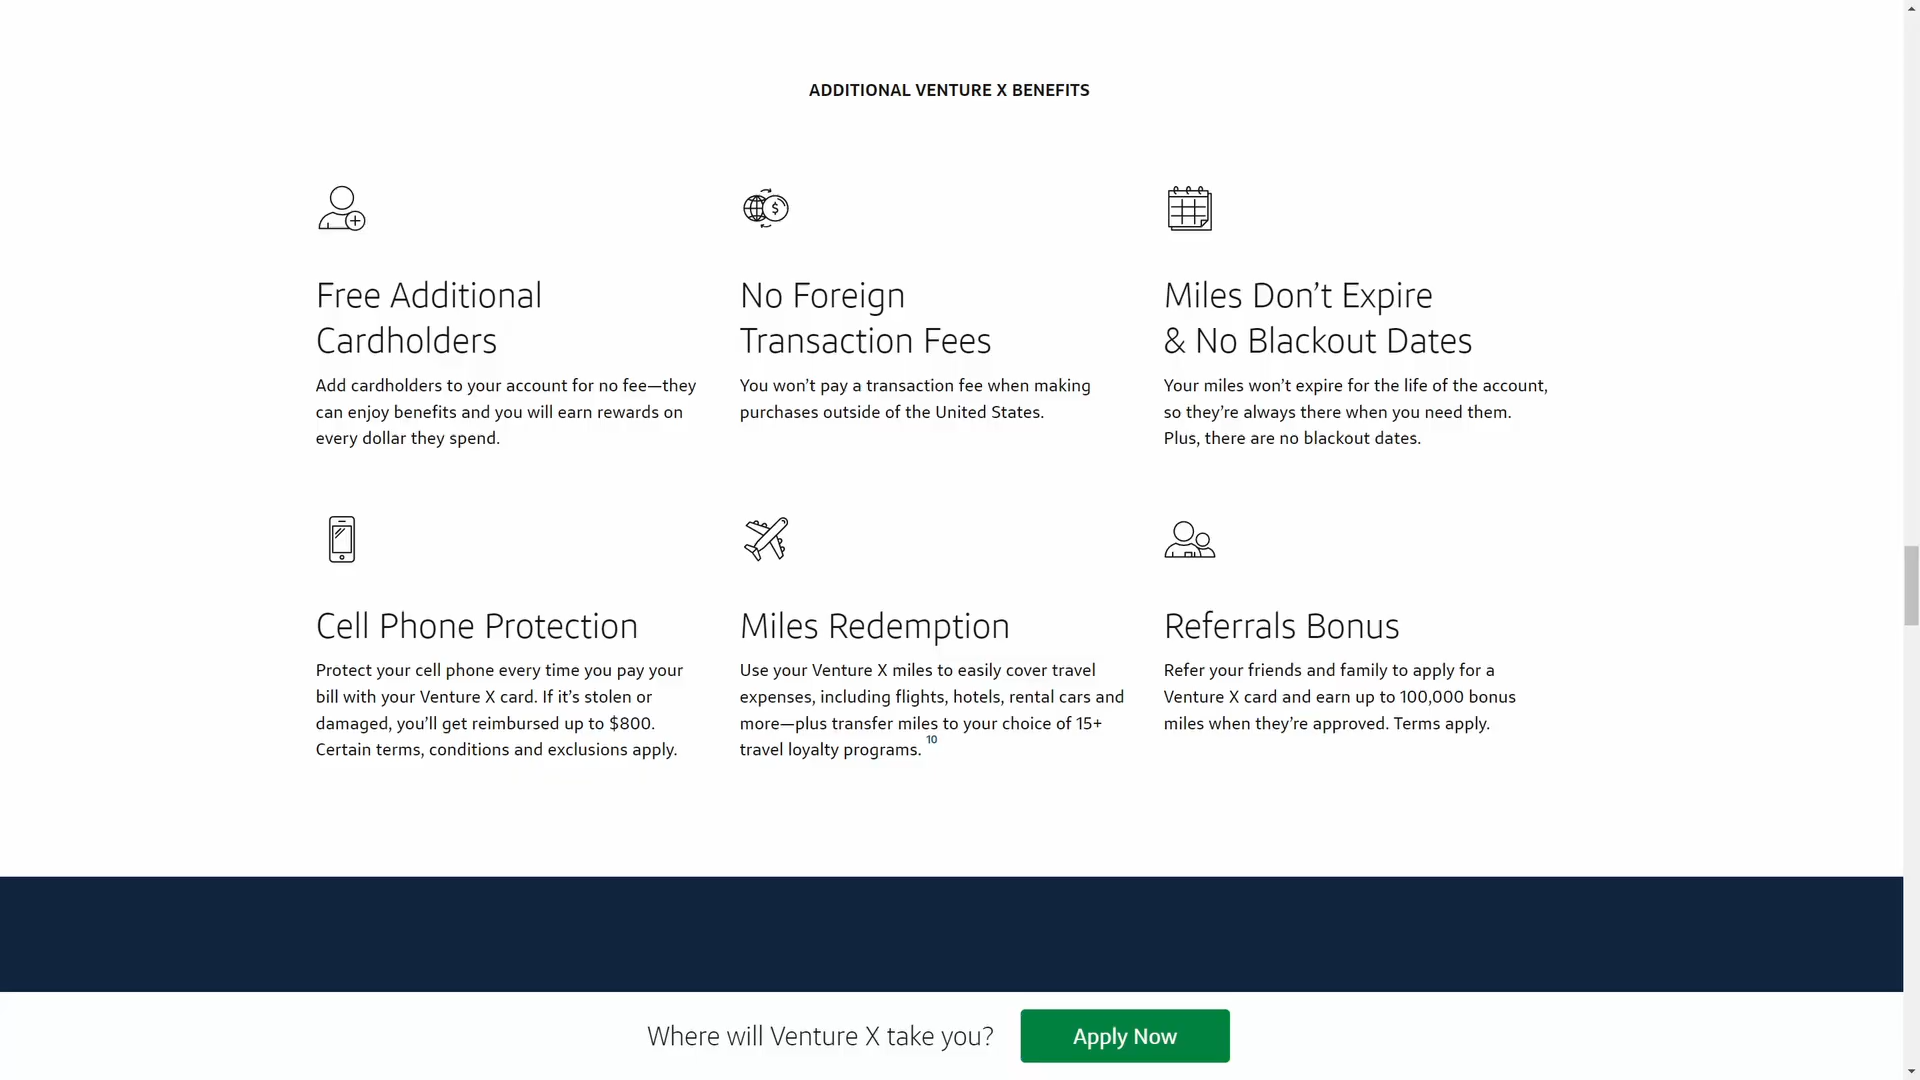 ADDITIONAL VENTURE X BENEFITS
Free Additional
Cardholders
Add cardholders to your account for no fee—they
can enjoy benefits and you will earn rewards on
every dollar they spend.
No Foreign
Transaction Fees
You won’t pay a transaction fee when making
purchases outside of the United States.
Miles Don’t Expire
& No Blackout Dates
Your miles won’t expire for the life of the account,
so they’re always there when you need them.
Plus, there are no blackout dates.
Cell Phone Protection
Protect your cell phone every time you pay your
bill with your Venture X card. If it’s stolen or
damaged, you’ll get reimbursed up to $800.
Certain terms, conditions and exclusions apply.
Miles Redemption
Use your Venture X miles to easily cover travel
expenses, including flights, hotels, rental cars and
more—plus transfer miles to your choice of 15+
travel loyalty programs. 10
Referrals Bonus
Refer your friends and family to apply for a
Venture X card and earn up to 100,000 bonus
miles when they’re approved. Terms apply.
Where will Venture X take you?
Apply Now